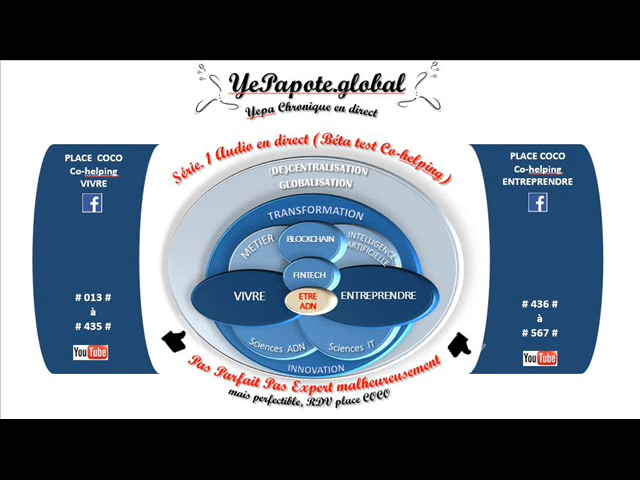 YePapote.global
Yepa Chronique en direct
Série, 1 Audio en direct (Béta test Co-helping)
PLACE COCO
Co-helping
VIVRE
# 013 #
à
# 435 #
YouTube
(DE)CENTRALISATION
GLOBALISATION
TRANSFORMATION
METIER
BLOCKCHAIN
INTELLIGENCE
ARTIFICIELLE
FINTECH
VIVRE
ETRE
ADN
ENTREPRENDRE
Sciences ADN
Sciences IT
INNOVATION
PLACE COCO
Co-helping
ENTREPRENDRE
# 436 #
à
# 567 #
YouTube
Pas Parfait Pas Expert malheureusement
mais perfectible, RDV place COCO